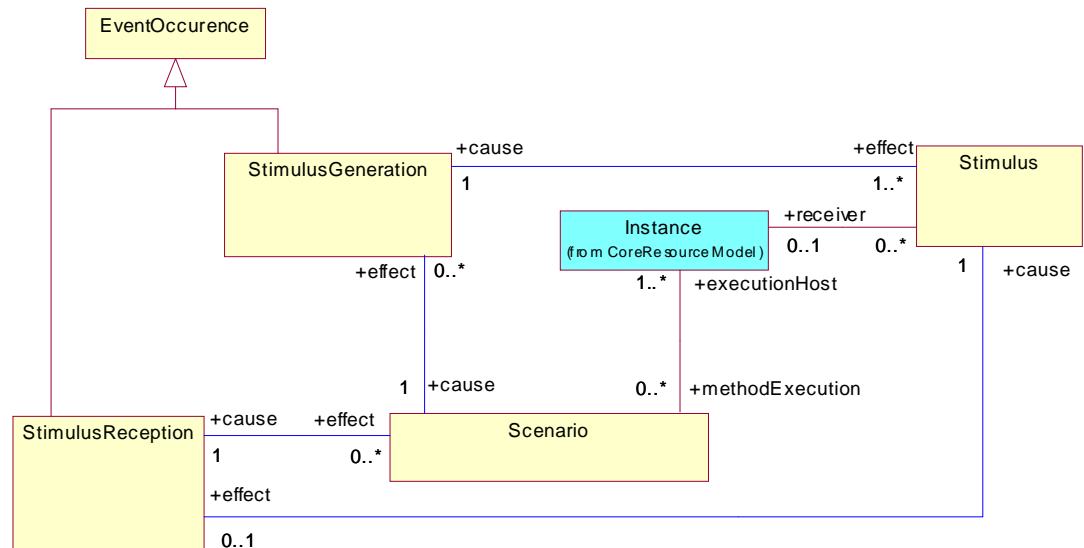 EventOccurence
+cause
+effect
StimulusGeneration
Stimulus
1
1..*
+receiver
Instance
(from CoreResourceModel)
0..1
0..*
+effect
0..*
1
+cause
1..*
+executionHost
1
+cause
0..*
+methodExecution
StimulusReception
+cause
+effect
Scenario
1
0..*
+effect
0..1